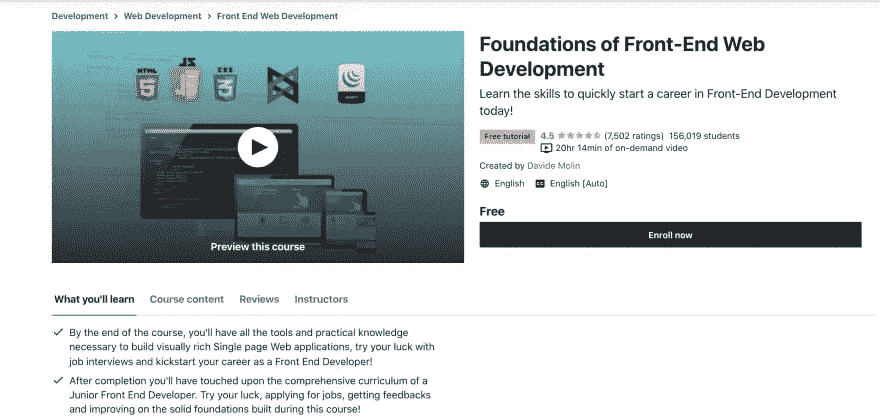 Development > Web Development > Front End Web Development
HTML
5
JS
CSS
3
Preview this course
Foundations of Front-End Web
Development
Learn the skills to quickly start a career in Front-End Development
today!
Free tutorial 4.5 (7,502 ratings) 156,019 students
20hr 14min of on-demand video
Created by Davide Molin
English CC English [Auto]
Free
Enroll now
What you'll learn Course content Reviews Instructors
By the end of the course, you'll have all the tools and practical knowledge
necessary to build visually rich Single page Web applications, try your luck with
job interviews and kickstart your career as a Front End Developer!
After completion you'll have touched upon the comprehensive curriculum of a
Junior Front End Developer. Try your luck, applying for jobs, getting feedbacks
and improving on the solid foundations built during this course!